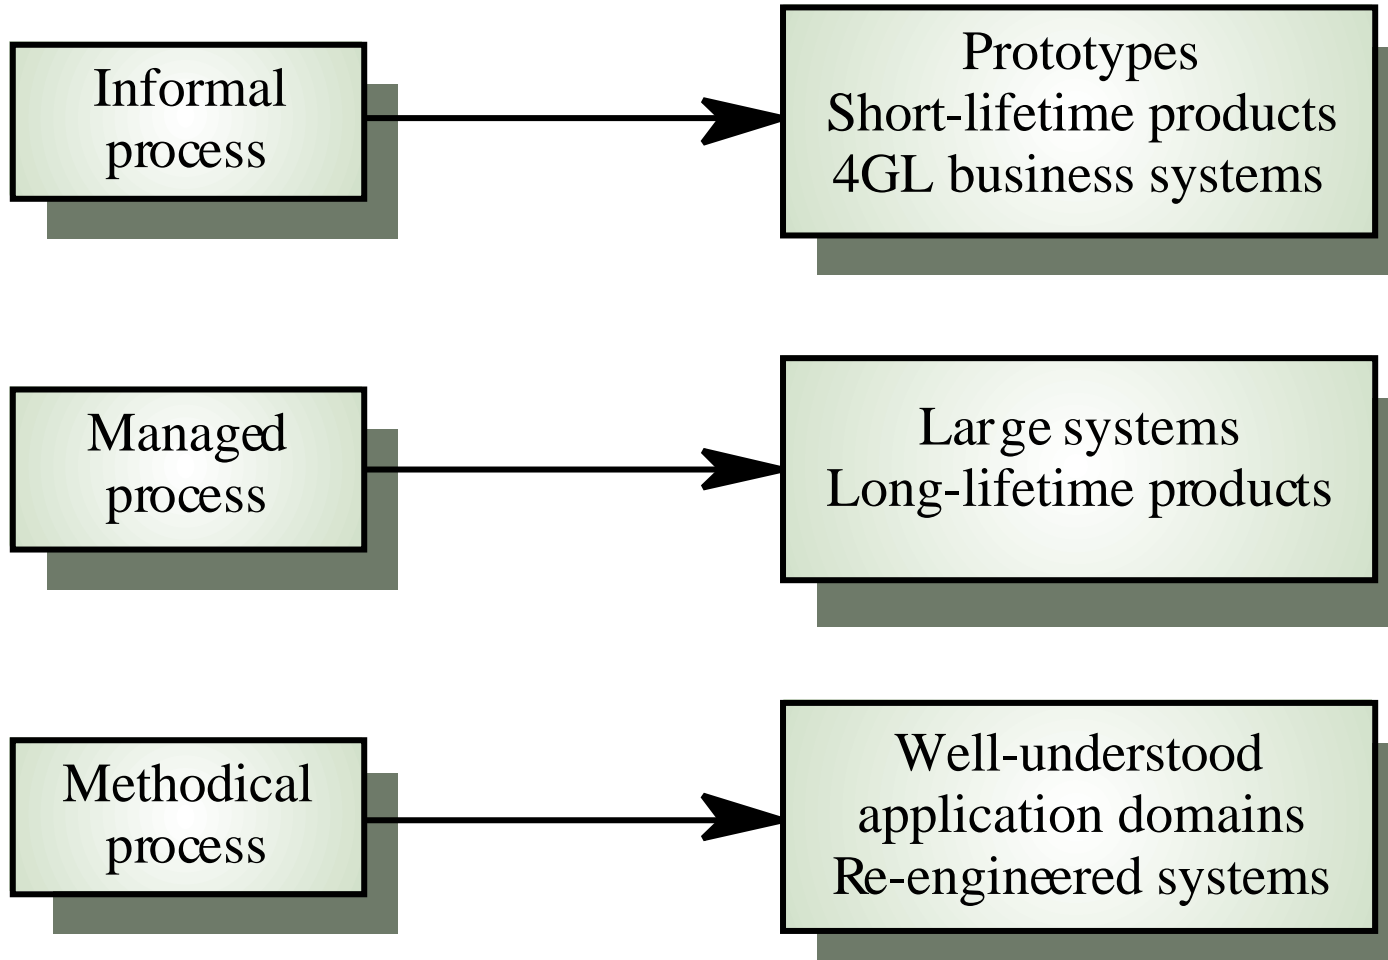 Informal
process
Prototypes
Short-lifetime products
4GL business systems
Managed
process
Large systems
Long-lifetime products
Methodical
process
Well-understood
application domains
Re-engineered systems